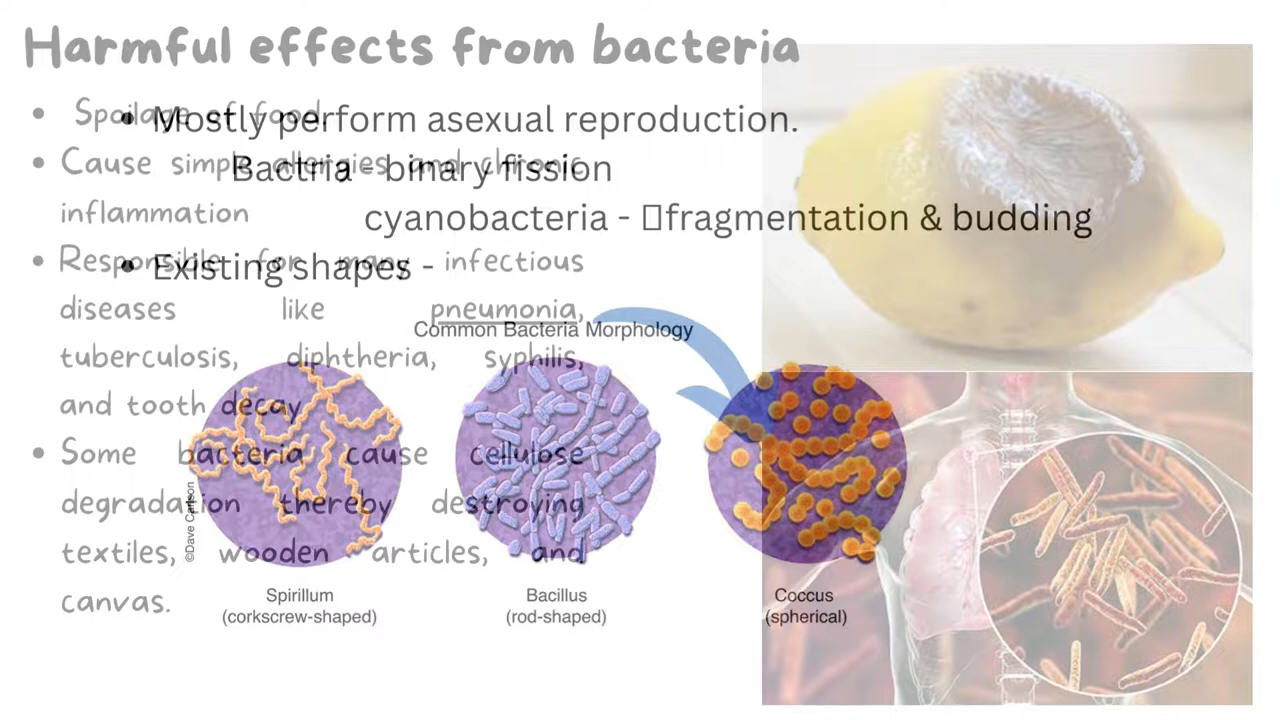 Harmful effects from bacteria
• Spoilage of food.
• Cause simple allergies and chronic
inflammation
• Responsible for many infectious
diseases like pneumonia,
tuberculosis, diphtheria, syphilis,
and tooth decay
• Some bacteria cause cellulose
degradation thereby destroying
textiles, wooden articles, and
canvas.
• Mostly perform asexual reproduction.
Bactria - binary fission
cyanobacteria - fragmentation & budding
• Existing shapes -
Common Bacteria Morphology
©Dave Carlson
Spirillum
(corkscrew-shaped)
Bacillus
(rod-shaped)
Coccus
(spherical)